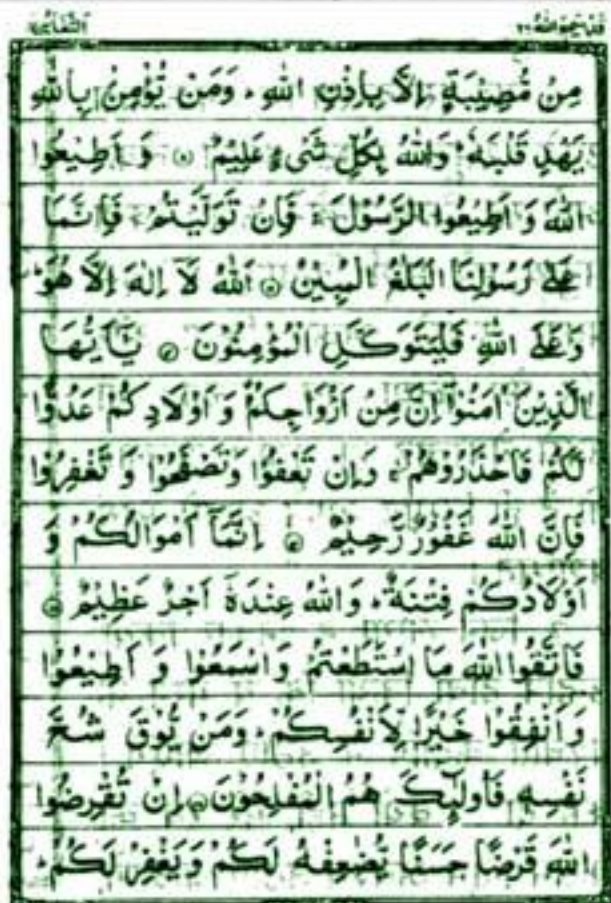 قد سمع الله ٢٨ التغابن ٦٤
مِنْ مُّصِيْبَةٍ اِلَّا بِاِذْنِ اللّٰهِ ؕ وَمَنْ يُّؤْمِنْۢ بِاللّٰهِ
يَهْدِ قَلْبَهٗ ؕ وَاللّٰهُ بِكُلِّ شَىْءٍ عَلِيْمٌ ۝ وَ اَطِيْعُوا
اللّٰهَ وَ اَطِيْعُوا الرَّسُوْلَ ۚ فَاِنْ تَوَلَّيْتُمْ فَاِنَّمَا
عَلٰى رَسُوْلِنَا الْبَلٰغُ الْمُبِيْنُ ۝ اَللّٰهُ لَاۤ اِلٰهَ اِلَّا هُوَ ؕ
وَ عَلَى اللّٰهِ فَلْيَتَوَكَّلِ الْمُؤْمِنُوْنَ ۝ يٰۤاَيُّهَا
الَّذِيْنَ اٰمَنُوْۤا اِنَّ مِنْ اَزْوَاجِكُمْ وَ اَوْلَادِكُمْ عَدُوًّا
لَّكُمْ فَاحْذَرُوْهُمْ ۚ وَاِنْ تَعْفُوْا وَتَصْفَحُوْا وَ تَغْفِرُوْا
فَاِنَّ اللّٰهَ غَفُوْرٌ رَّحِيْمٌ ۝ اِنَّمَاۤ اَمْوَالُكُمْ وَ
اَوْلَادُكُمْ فِتْنَةٌ ؕ وَاللّٰهُ عِنْدَهٗۤ اَجْرٌ عَظِيْمٌ ۝
فَاتَّقُوا اللّٰهَ مَا اسْتَطَعْتُمْ وَاسْمَعُوْا وَ اَطِيْعُوْا
وَاَنْفِقُوْا خَيْرًا لِّاَنْفُسِكُمْ ؕ وَمَنْ يُّوْقَ شُحَّ
نَفْسِهٖ فَاُولٰٓئِكَ هُمُ الْمُفْلِحُوْنَ ۝ اِنْ تُقْرِضُوا
اللّٰهَ قَرْضًا حَسَنًا يُّضٰعِفْهُ لَكُمْ وَيَغْفِرْ لَكُمْ ؕ